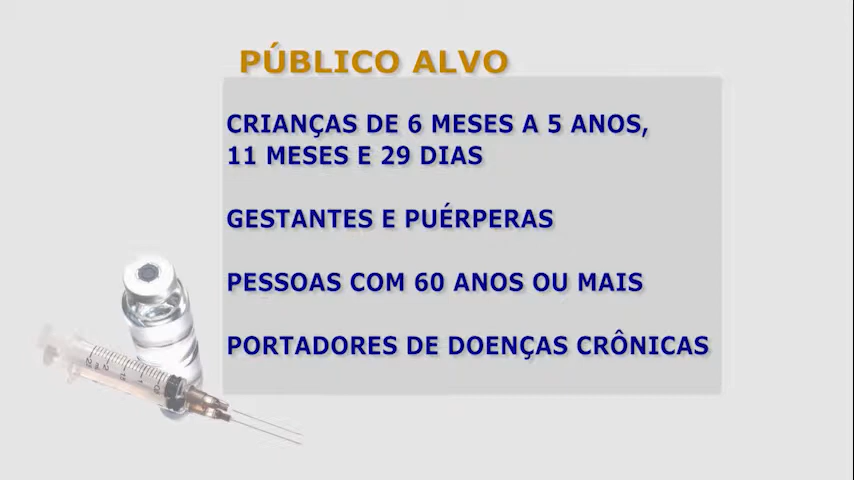 PÚBLICO ALVO
CRIANÇAS DE 6 MESES A 5 ANOS,
11 MESES E 29 DIAS
GESTANTES E PUÉRPERAS
PESSOAS COM 60 ANOS OU MAIS
PORTADORES DE DOENÇAS CRÔNICAS